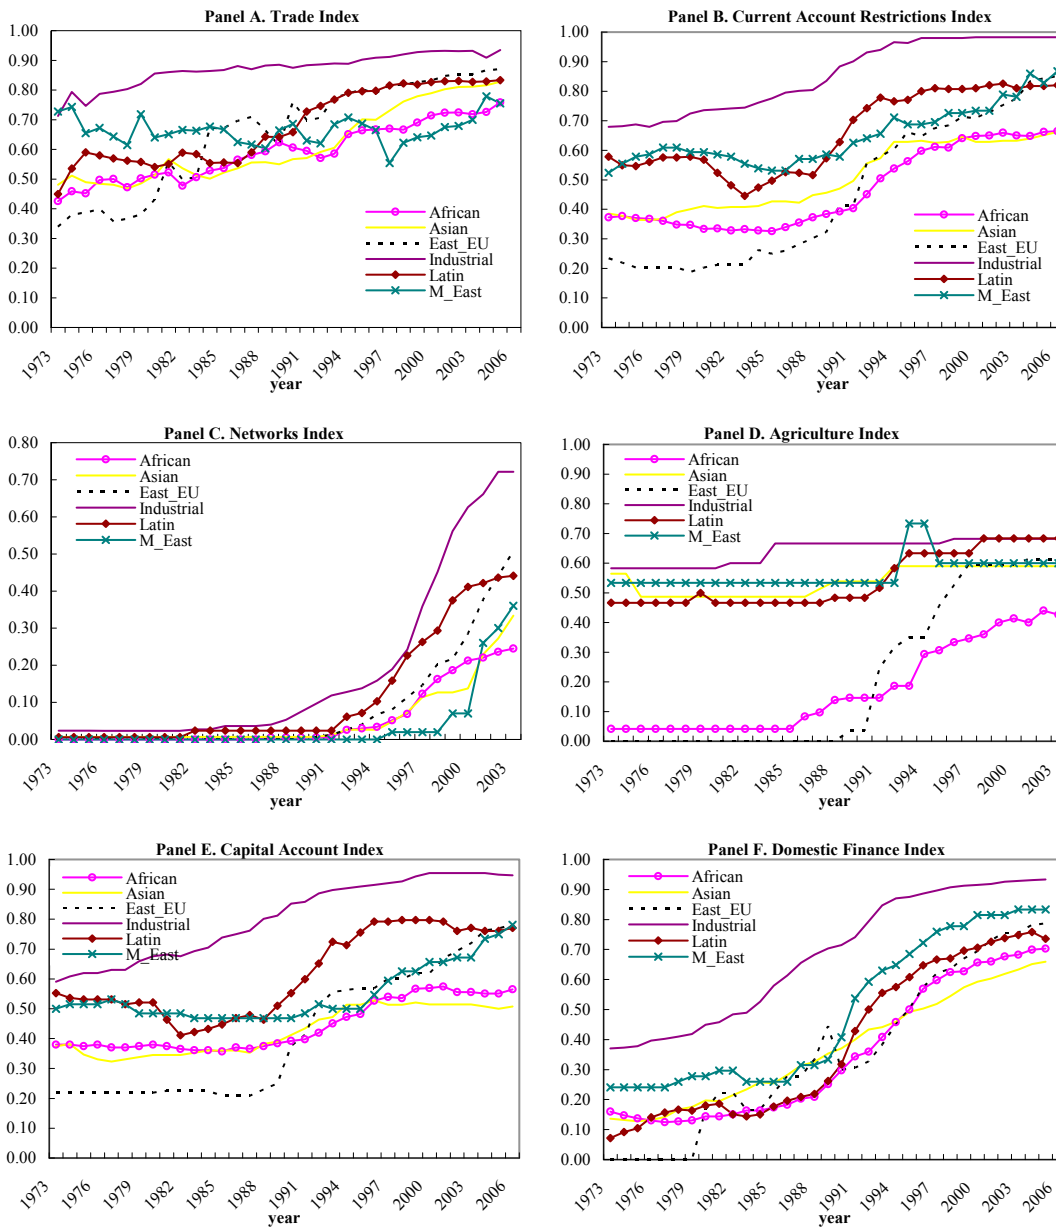 Panel A. Trade Index
1.00
0.90
0.80
0.70
0.60
0.50
0.40
0.30
0.20
0.10
0.00
African
Asian
East_EU
Industrial
Latin
M_East
1973
1976
1979
1982
1985
1988
1991
1994
1997
2000
2003
2006
year
Panel B. Current Account Restrictions Index
1.00
0.90
0.80
0.70
0.60
0.50
0.40
0.30
0.20
0.10
0.00
African
Asian
East_EU
Industrial
Latin
M_East
1973
1976
1979
1982
1985
1988
1991
1994
1997
2000
2003
2006
year
Panel C. Networks Index
0.80
0.70
0.60
0.50
0.40
0.30
0.20
0.10
0.00
African
Asian
East_EU
Industrial
Latin
M_East
1973
1976
1979
1982
1985
1988
1991
1994
1997
2000
2003
year
Panel D. Agriculture Index
1.00
0.90
0.80
0.70
0.60
0.50
0.40
0.30
0.20
0.10
0.00
African
Asian
East_EU
Industrial
Latin
M_East
1973
1976
1979
1982
1985
1988
1991
1994
1997
2000
2003
year
Panel E. Capital Account Index
1.00
0.90
0.80
0.70
0.60
0.50
0.40
0.30
0.20
0.10
0.00
African
Asian
East_EU
Industrial
Latin
M_East
1973
1976
1979
1982
1985
1988
1991
1994
1997
2000
2003
2006
year
Panel F. Domestic Finance Index
1.00
0.90
0.80
0.70
0.60
0.50
0.40
0.30
0.20
0.10
0.00
African
Asian
East_EU
Industrial
Latin
M_East
1973
1976
1979
1982
1985
1988
1991
1994
1997
2000
2003
2006
year